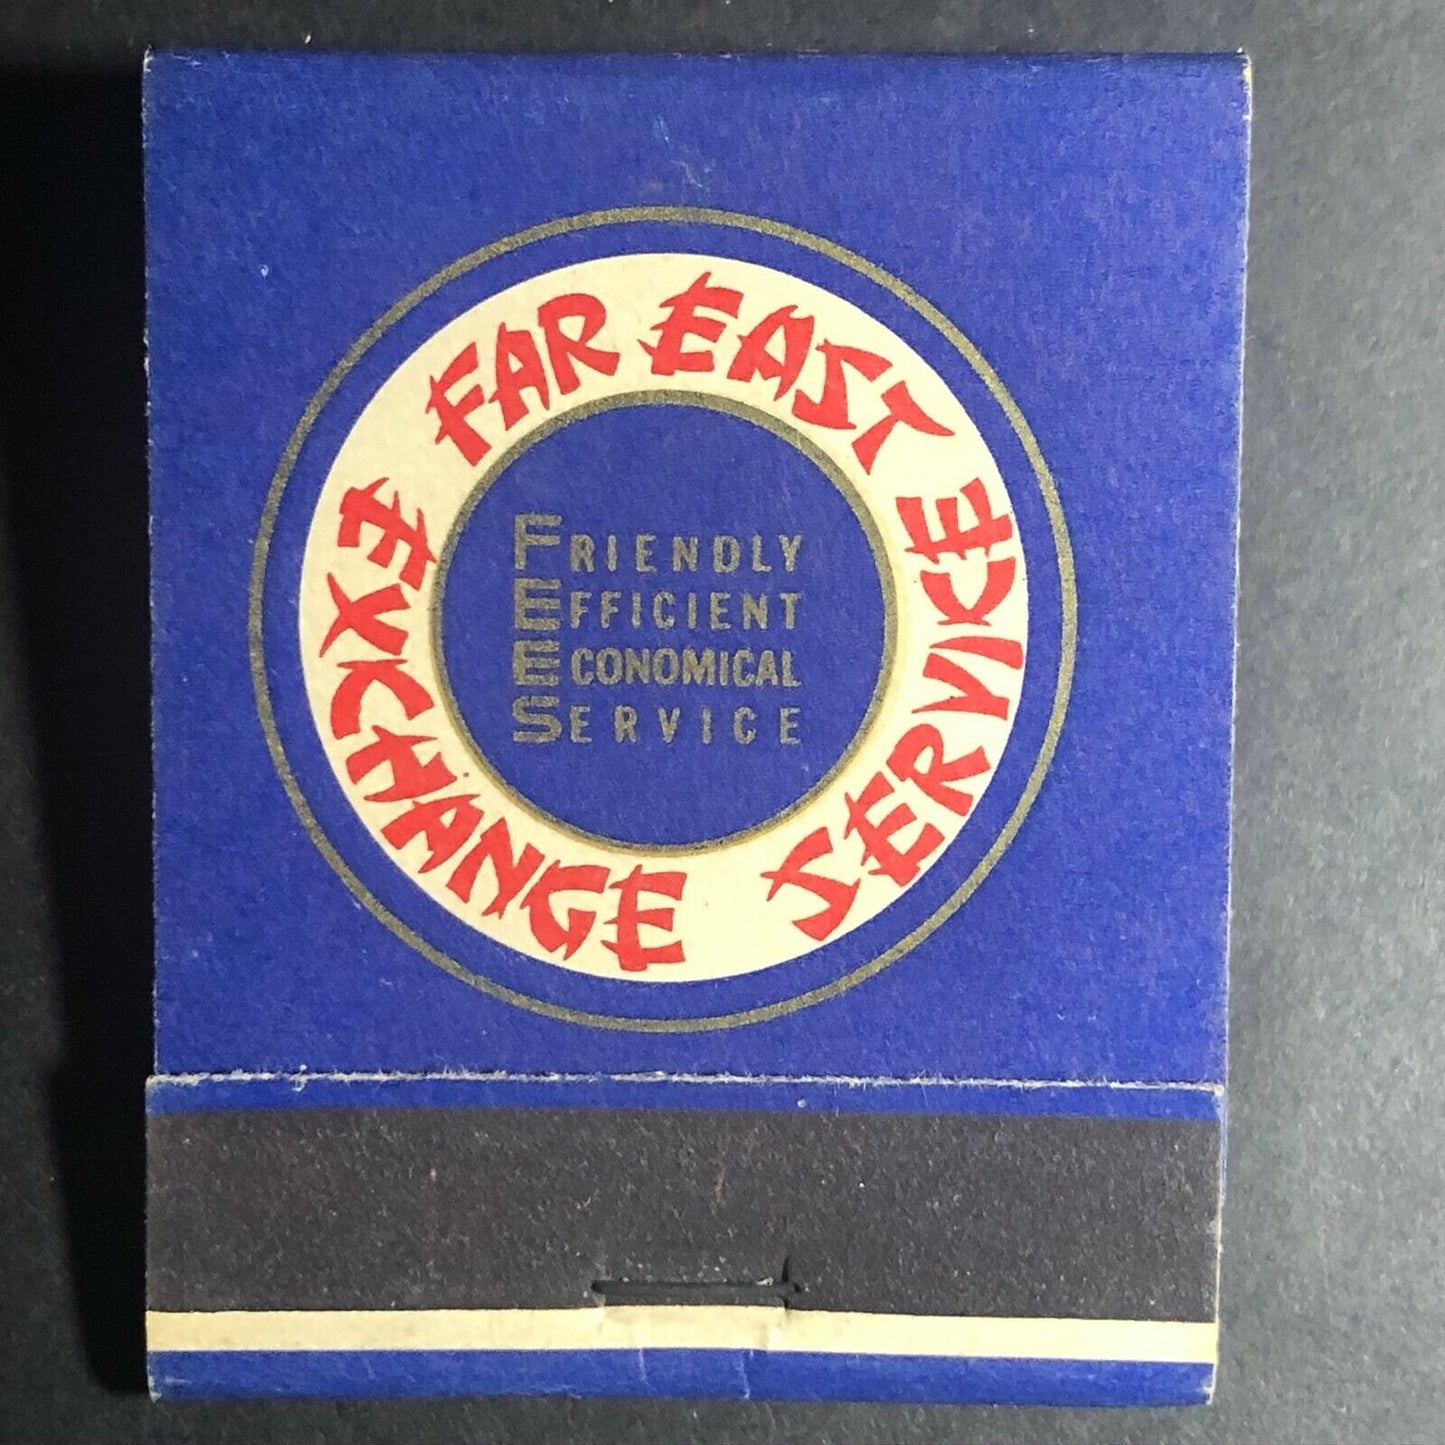 FAR EAST
EXCHANGE
SERVICE
FRIENDLY
EFFICIENT
ECONOMICAL
SERVICE